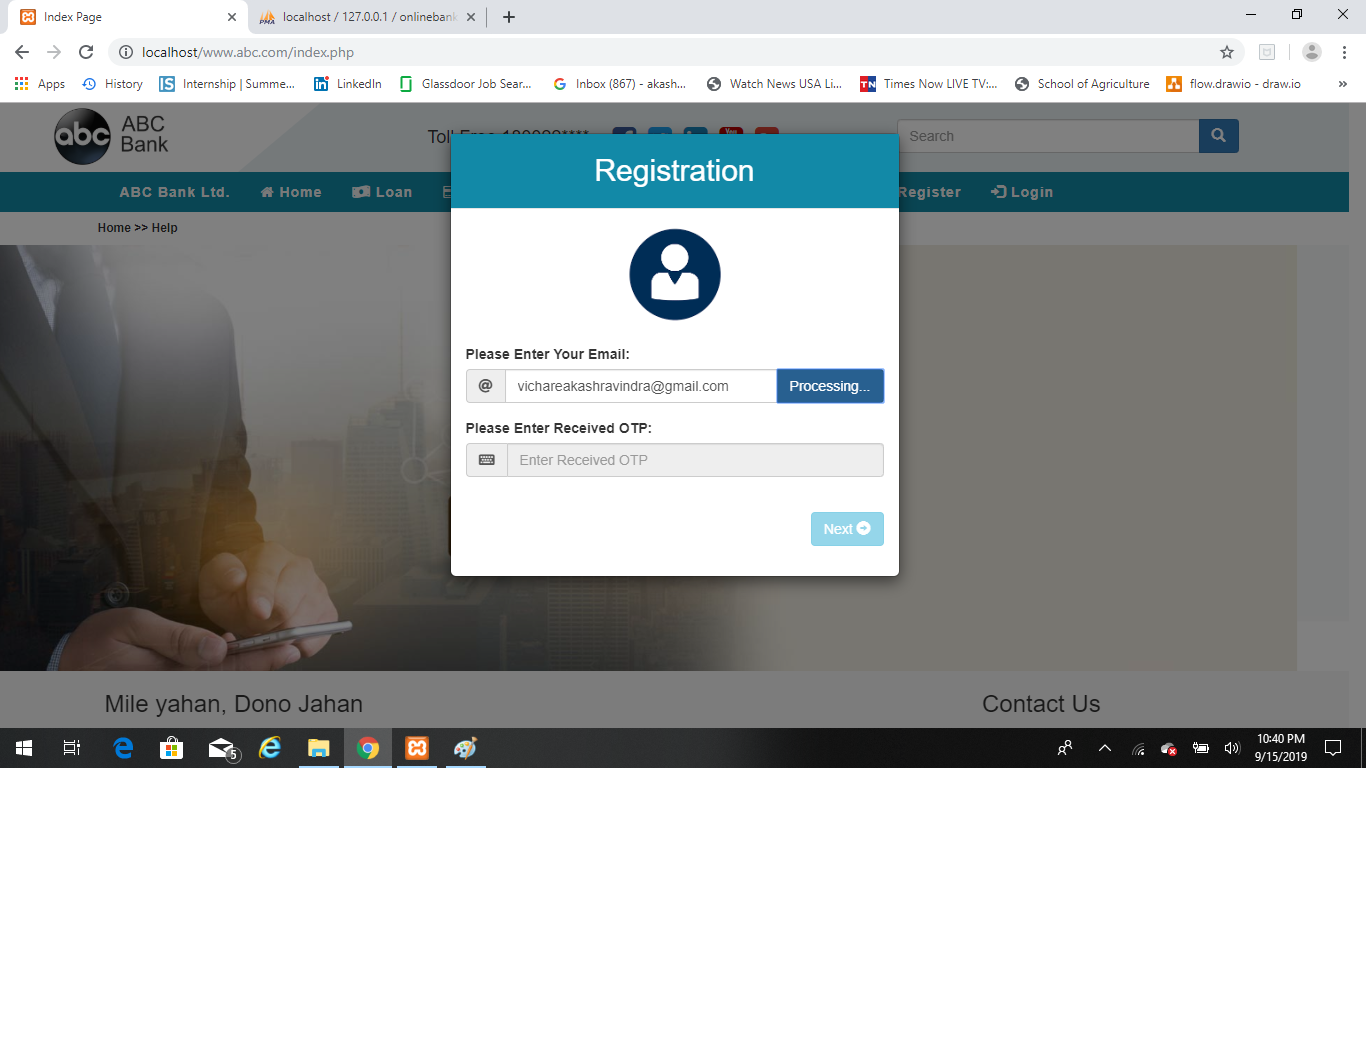 Index Page
localhost / 127.0.0.1 / onlinebank
localhost/www.abc.com/index.php
Apps
History
Internship | Summe...
LinkedIn
Glassdoor Job Sear...
Inbox (867) - akash...
Watch News USA Li...
TN
Times Now LIVE TV:...
School of Agriculture
flow.drawio - draw.io
»
abc
ABC
Bank
Search
Registration
ABC Bank Ltd.
Home
Loan
Register
Login
Home >> Help
Please Enter Your Email:
@
vichareakashravindra@gmail.com
Processing...
Please Enter Received OTP:
Enter Received OTP
Next
Mile yahan, Dono Jahan
Contact Us
5
10:40 PM
9/15/2019